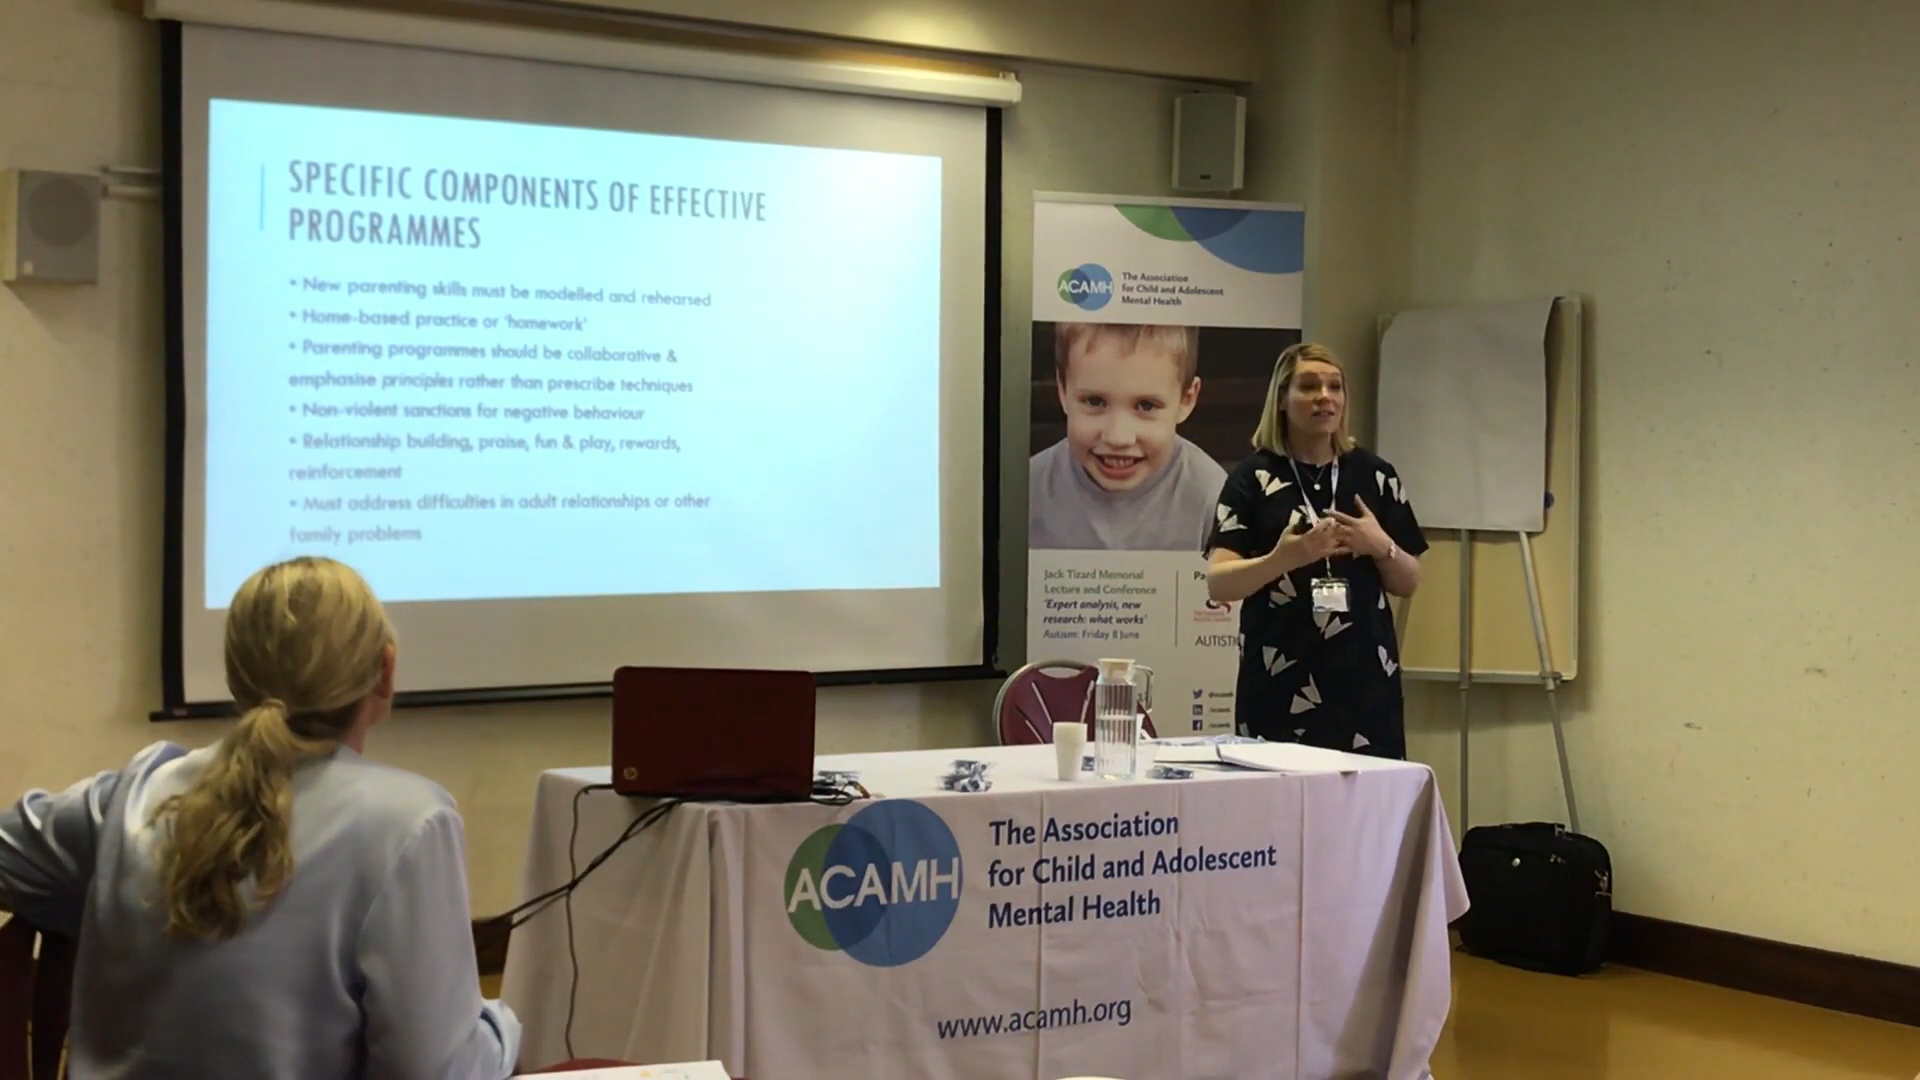 SPECIFIC COMPONENTS OF EFFECTIVE
PROGRAMMES
• New parenting skills must be modelled and rehearsed
• Home-based practice or 'homework'
• Parenting programmes should be collaborative &
emphasise principles rather than prescribe techniques
• Non-violent sanctions for negative behaviour
• Relationship building, praise, fun & play, rewards,
reinforcement
• Must address difficulties in adult relationships or other
family problems
ACAMH
The Association
for Child and Adolescent
Mental Health
Jack Tizard Memorial
Lecture and Conference
'Expert analysis, new
research: what works'
Autism: Friday 8 June
Pa
AUTISTI
ACAMH
The Association
for Child and Adolescent
Mental Health
www.acamh.org